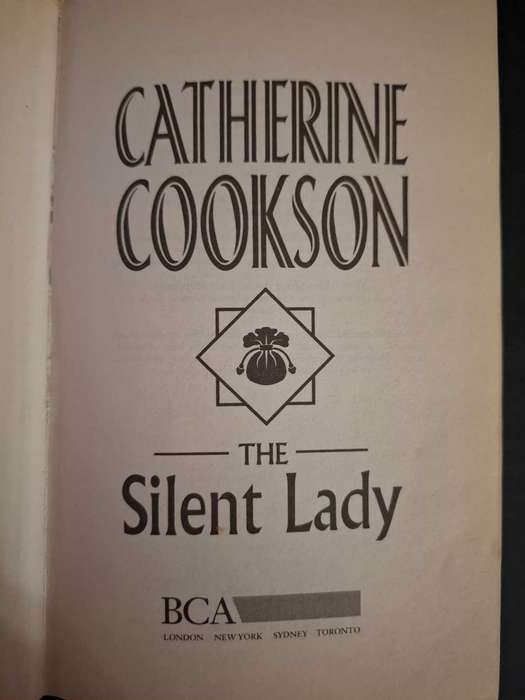 CATHERINE
COOKSON
THE
Silent Lady
BCA
LONDON NEW YORK SYDNEY TORONTO